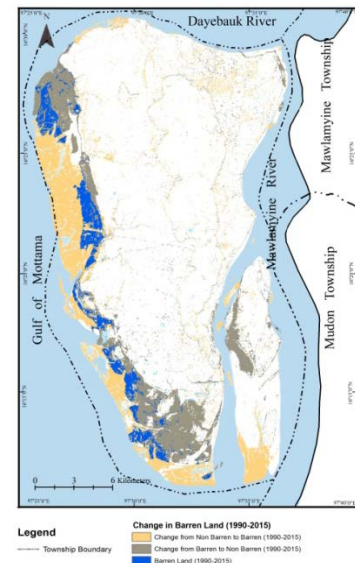 Dayebauk River
N
Mawlamyine Township
Mawlamyine River
Gulf of Mottama
Mudon Township
0 3 6 Kilometers
Legend
Township Boundary
Change in Barren Land (1990-2015)
Change from Non Barren to Barren (1990-2015)
Change from Barren to Non Barren (1990-2015)
Barren Land (1990-2015)